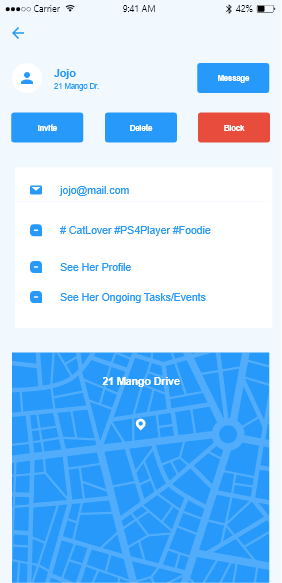 Carrier 9:41 AM 42%
Jojo
21 Mango Dr.
Message
Invite Delete Block
jojo@mail.com
# CatLover #PS4Player #Foodie
See Her Profile
See Her Ongoing Tasks/Events
21 Mango Drive